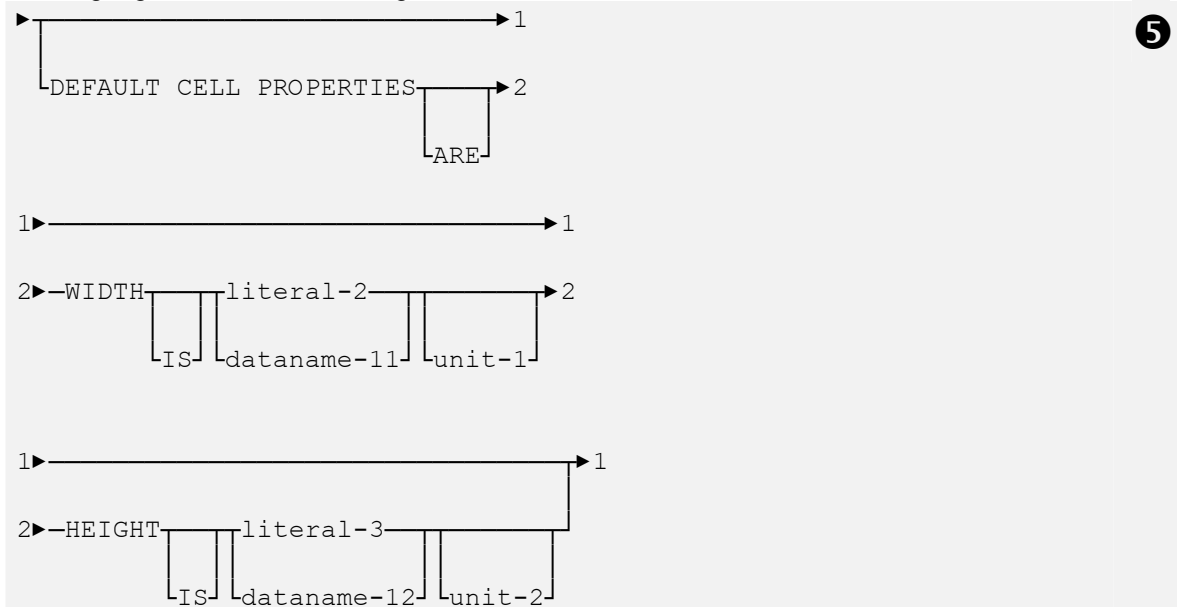 ►1
❺
DEFAULT CELL PROPERTIES ►2
ARE
1► ►1
2► WIDTH literal-2 ►2
IS dataname-11 unit-1
1► ►1
2► HEIGHT literal-3
IS dataname-12 unit-2